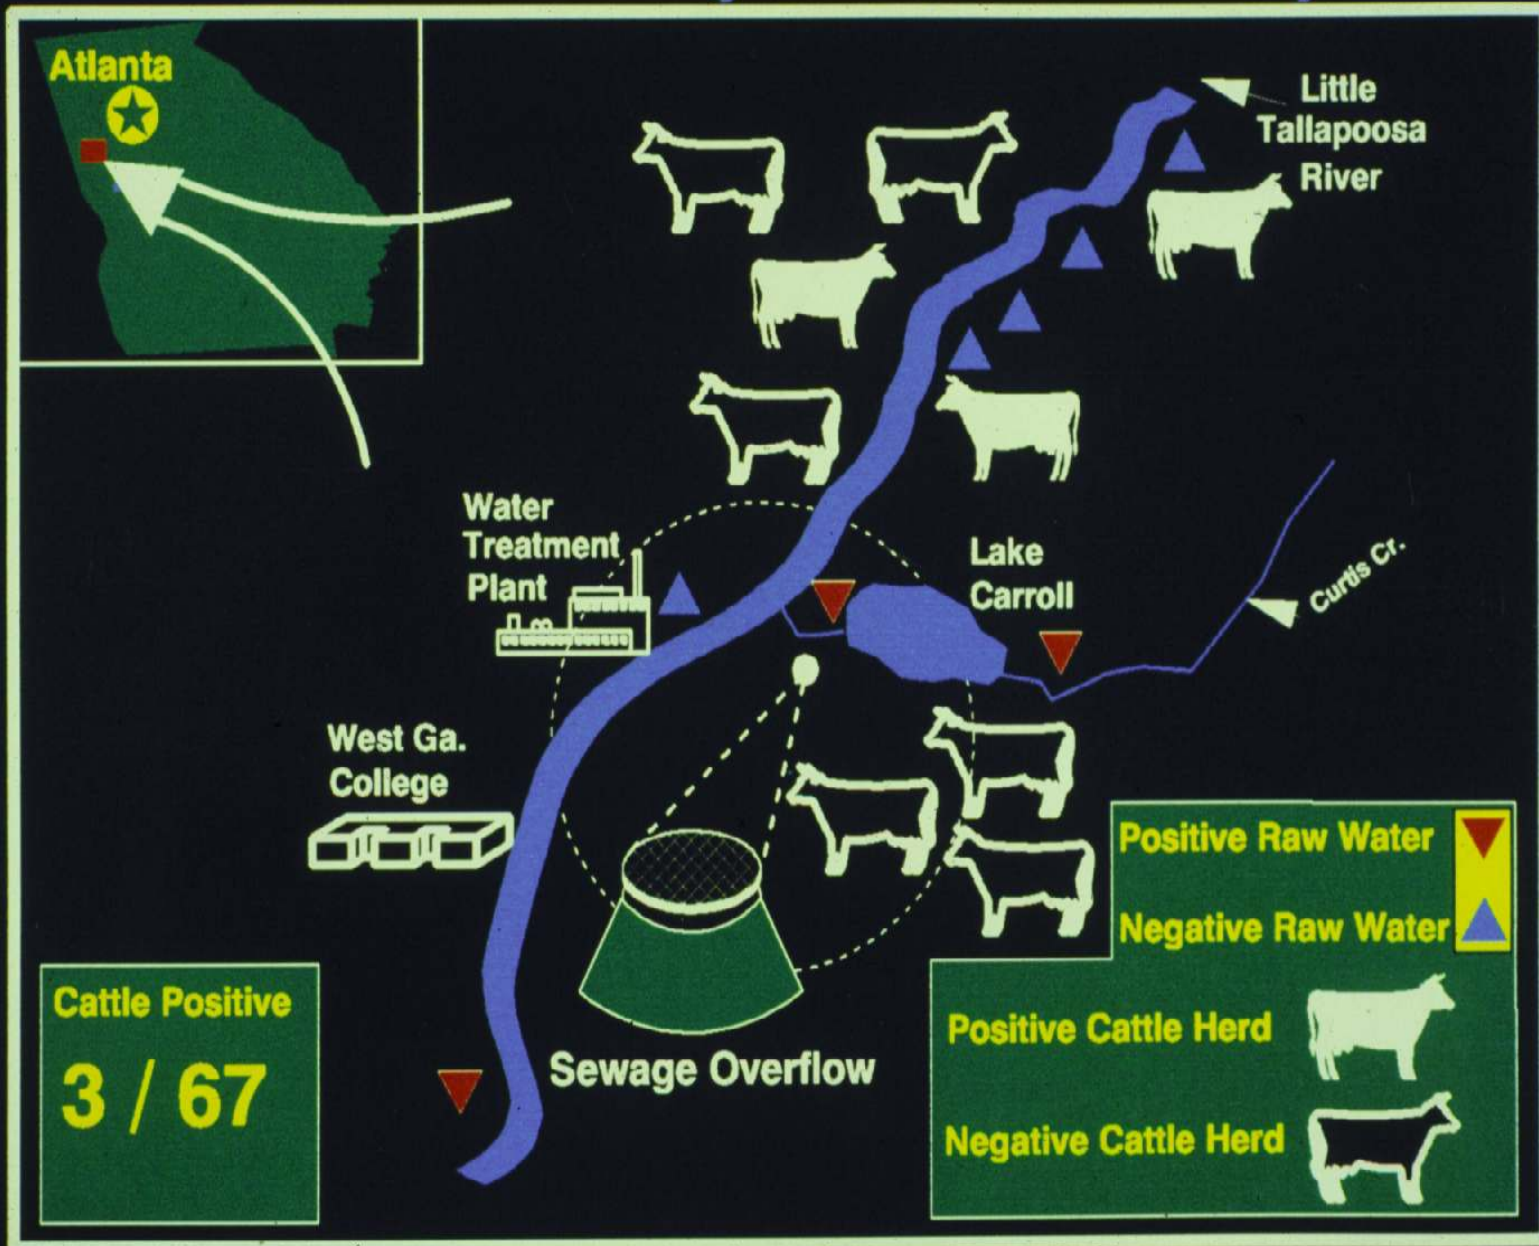 Atlanta
Little
Tallapoosa
River
Water
Treatment
Plant
Lake
Carroll
Curtis Cr.
West Ga.
College
Sewage Overflow
Cattle Positive
3 / 67
Positive Raw Water
Negative Raw Water
Positive Cattle Herd
Negative Cattle Herd